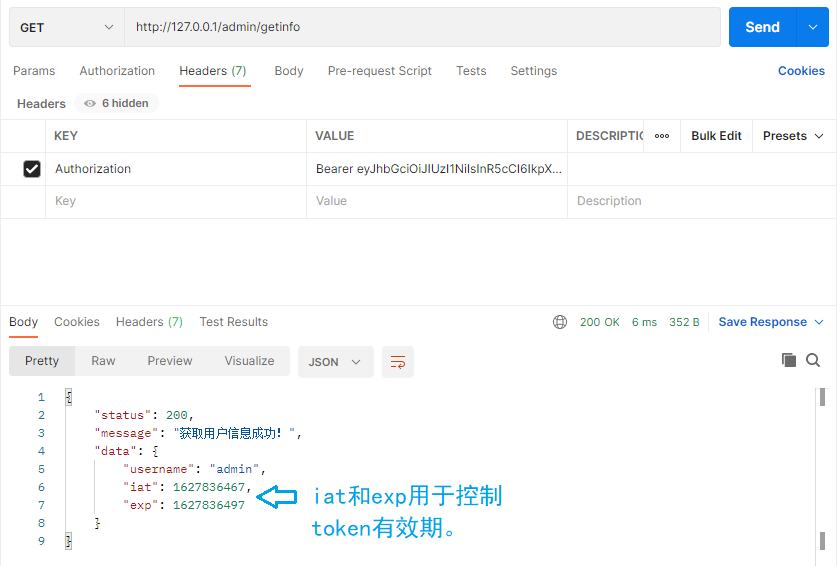 GET http://127.0.0.1/admin/getinfo Send
Params Authorization Headers (7) Body Pre-request Script Tests Settings Cookies
Headers 6 hidden
KEY VALUE DESCRIPTIC ooo Bulk Edit Presets
Authorization Bearer eyJhbGciOiJIUzI1NiIsInR5cCI6IkpX...
Key Value Description
Body Cookies Headers (7) Test Results 200 OK 6 ms 352 B Save Response
Pretty Raw Preview Visualize JSON
1 {
2 "status": 200,
3 "message": "获取用户信息成功！",
4 "data": {
5 "username": "admin",
6 "iat": 1627836467,
7 "exp": 1627836497
8 }
9 }
iat和exp用于控制
token有效期。